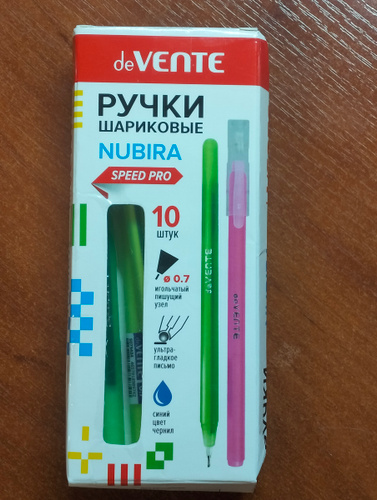 deVENTE
РУЧКИ
ШАРИКОВЫЕ
NUBIRA
SPEED PRO
10
штук
ø 0.7
игольчатый
пишущий
узел
ультра-
гладкое
письмо
синий
цвет
чернил
deVENTE
deVENTE
РУЧКИ